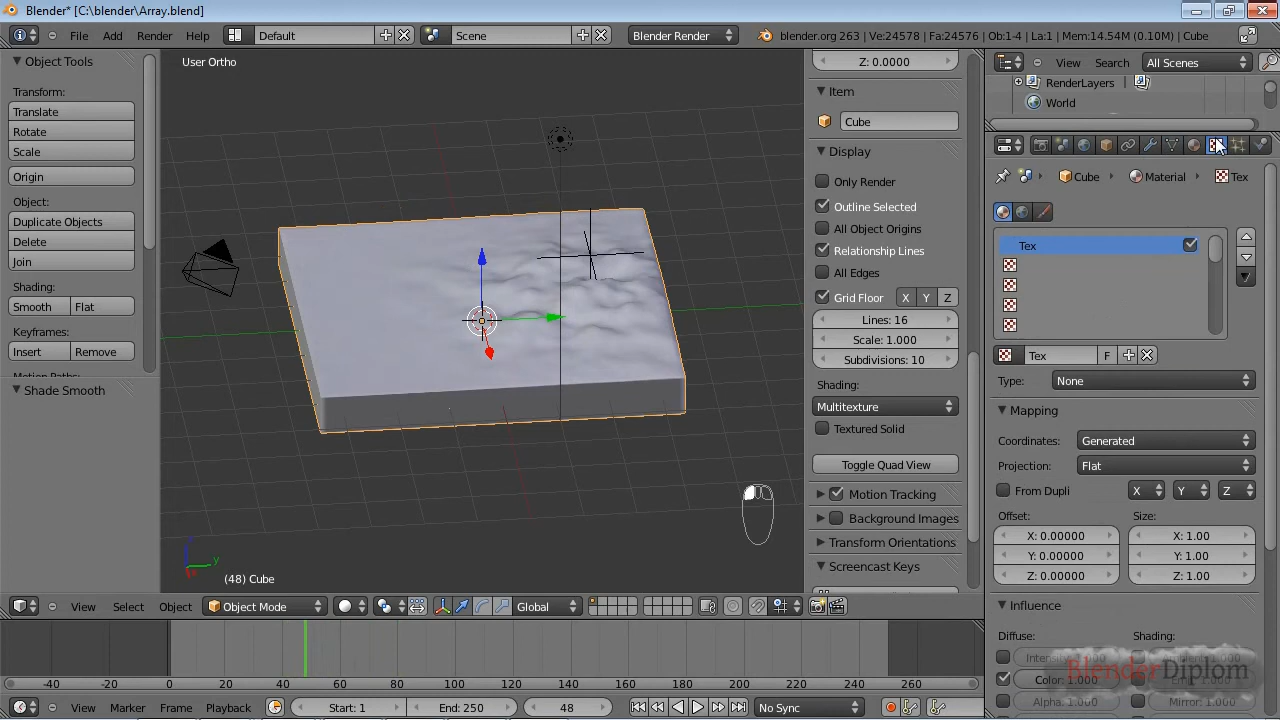 Blender* [C:\blender\Array.blend]
File Add Render Help Default Scene Blender Render blender.org 263 | Ve:24578 | Fa:24576 | Ob:1-4 | La:1 | Mem:14.54M (0.10M) | Cube
Object Tools
Transform:
Translate
Rotate
Scale
Origin
Object:
Duplicate Objects
Delete
Join
Shading:
Smooth Flat
Keyframes:
Insert Remove
Shade Smooth
User Ortho
(48) Cube
Z: 0.0000
Item
Cube
Display
Only Render
Outline Selected
All Object Origins
Relationship Lines
All Edges
Grid Floor X Y Z
Lines: 16
Scale: 1.000
Subdivisions: 10
Shading:
Multitexture
Textured Solid
Toggle Quad View
Motion Tracking
Background Images
Transform Orientations
Screencast Keys
View Search All Scenes
RenderLayers
World
Cube Material Tex
Tex
Tex F
Type: None
Mapping
Coordinates: Generated
Projection: Flat
From Dupli X Y Z
Offset: Size:
X: 0.00000 X: 1.00
Y: 0.00000 Y: 1.00
Z: 0.00000 Z: 1.00
Influence
Diffuse: Shading:
Color: 1.000
Alpha: 1.000 Mirror: 1.000
BlenderDiplom
View Select Object Object Mode Global
-40 -20 0 20 40 60 80 100 120 140 160 180 200 220 240 260
View Marker Frame Playback Start: 1 End: 250 48 No Sync